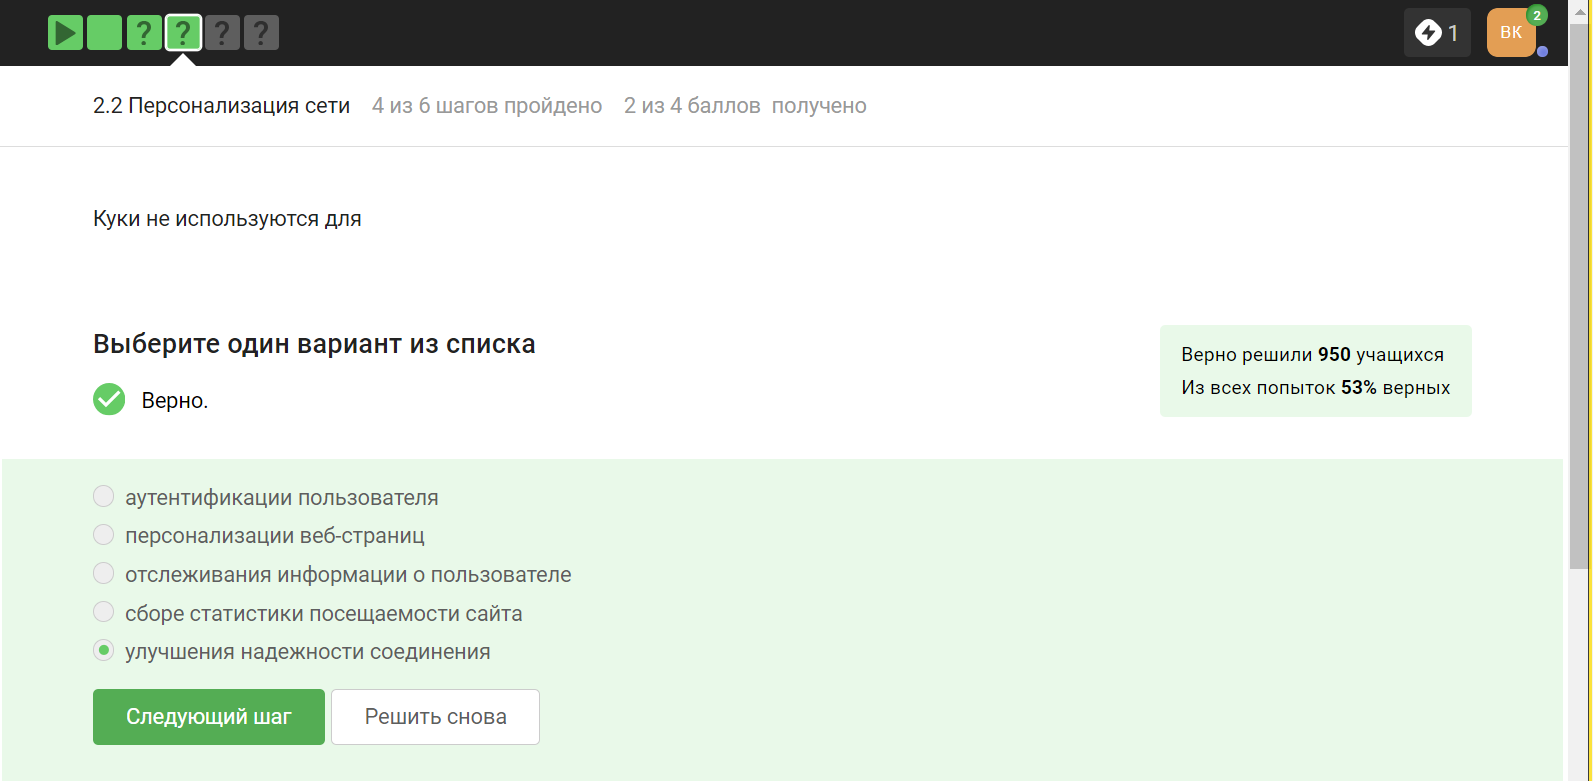 ? ? ? ?
1
ВК
2
2.2 Персонализация сети 4 из 6 шагов пройдено 2 из 4 баллов получено
Куки не используются для
Выберите один вариант из списка
Верно.
Верно решили 950 учащихся
Из всех попыток 53% верных
аутентификации пользователя
персонализации веб-страниц
отслеживания информации о пользователе
сборе статистики посещаемости сайта
улучшения надежности соединения
Следующий шаг
Решить снова